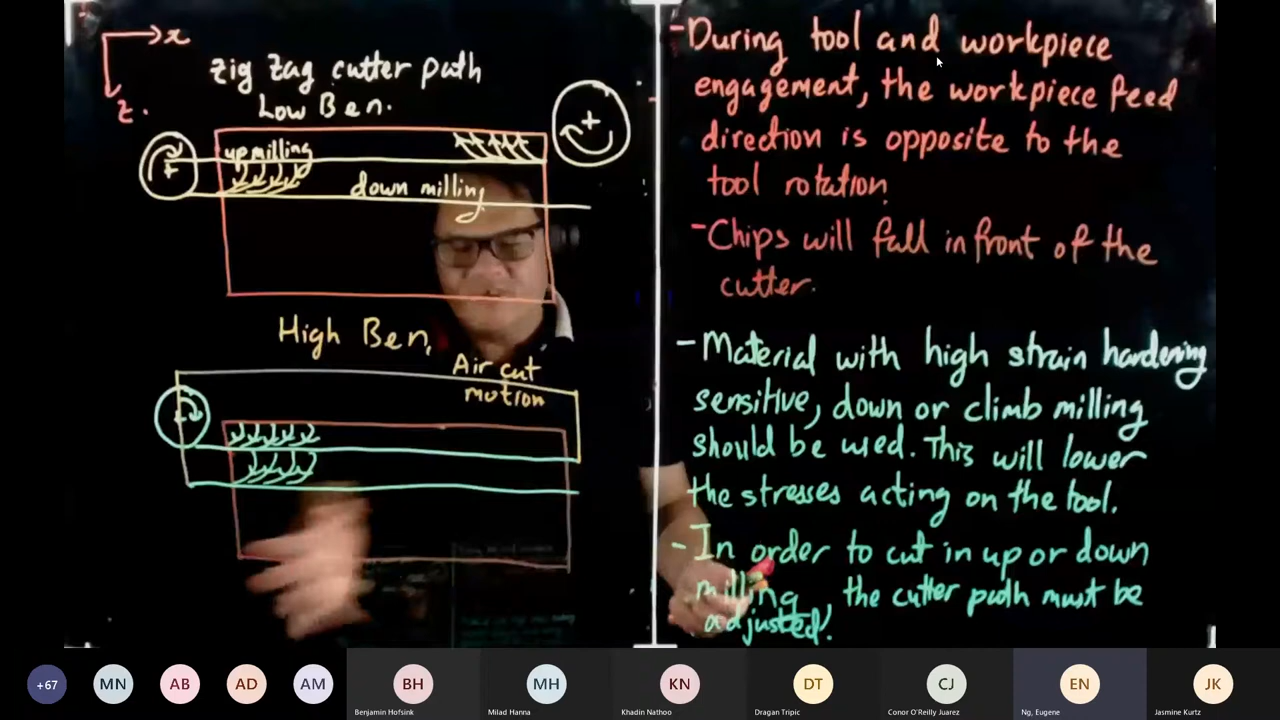 x
z.
zig zag cutter path
Low Ben.
up milling
down milling
High Ben.
Air cut
motion
-During tool and workpiece
engagement, the workpiece feed
direction is opposite to the
tool rotation.
-Chips will fall in front of the
cutter.
-Material with high strain hardening
sensitive, down or climb milling
should be used. This will lower
the stresses acting on the tool.
-In order to cut in up or down
milling, the cutter path must be
adjusted!
+67
MN
AB
AD
AM
BH
MH
KN
DT
CJ
EN
JK
Benjamin Hofsink
Milad Hanna
Khadin Nathoo
Dragan Tripic
Conor O'Reilly Juarez
Ng, Eugene
Jasmine Kurtz